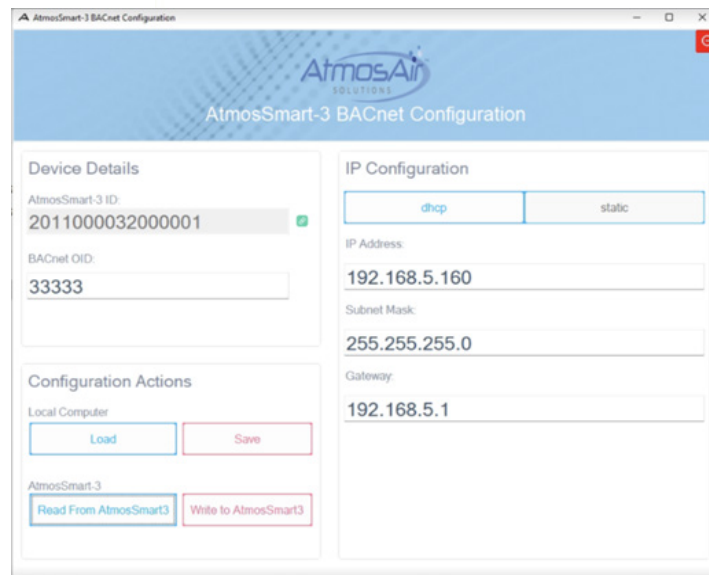 AtmosSmart-3 BACnet Configuration
AtmosAir
SOLUTIONS
AtmosSmart-3 BACnet Configuration
Device Details
AtmosSmart-3 ID:
2011000032000001
BACnet OID:
33333
Configuration Actions
Local Computer
Load Save
AtmosSmart-3
Read From AtmosSmart3 Write to AtmosSmart3
IP Configuration
dhcp static
IP Address:
192.168.5.160
Subnet Mask:
255.255.255.0
Gateway:
192.168.5.1